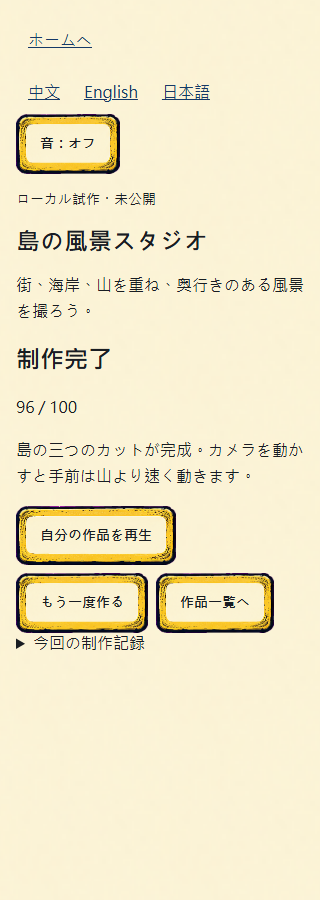 ホームへ
中文 English 日本語
音：オフ
ローカル試作・未公開
島の風景スタジオ
街、海岸、山を重ね、奥行きのある風景
を撮ろう。
制作完了
96 / 100
島の三つのカットが完成。カメラを動か
すと手前は山より速く動きます。
自分の作品を再生
もう一度作る 作品一覧へ
▶ 今回の制作記録